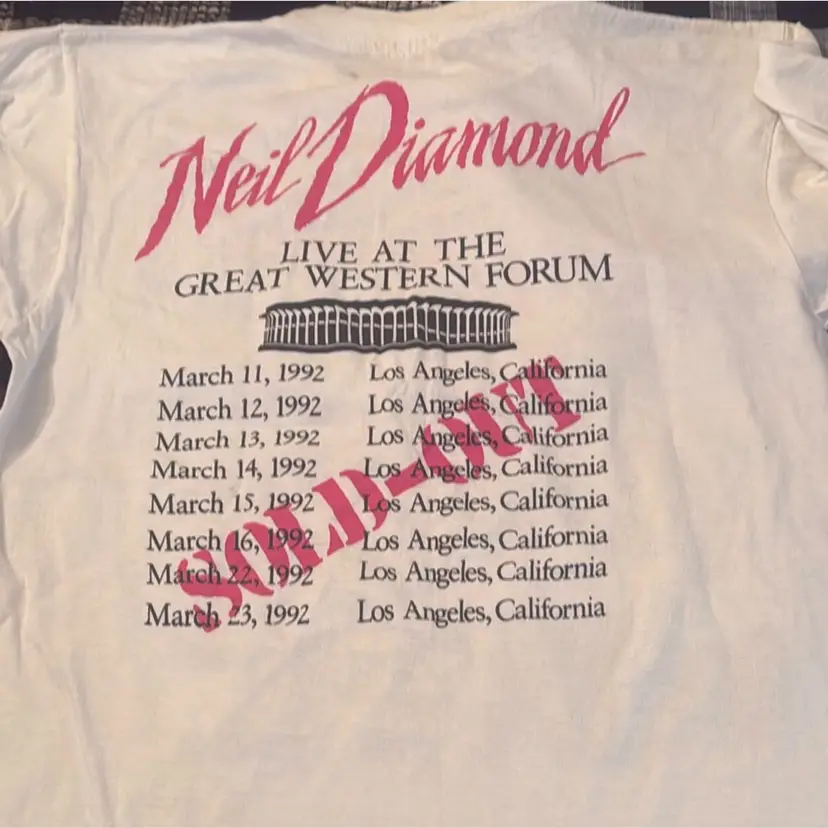 Neil Diamond
LIVE AT THE
GREAT WESTERN FORUM
March 11, 1992 Los Angeles, California
March 12, 1992 Los Angeles, California
March 13, 1992 Los Angeles, California
March 14, 1992 Los Angeles, California
March 15, 1992 Los Angeles, California
March 16, 1992 Los Angeles, California
March 22, 1992 Los Angeles, California
March 23, 1992 Los Angeles, California
SOLD-OUT